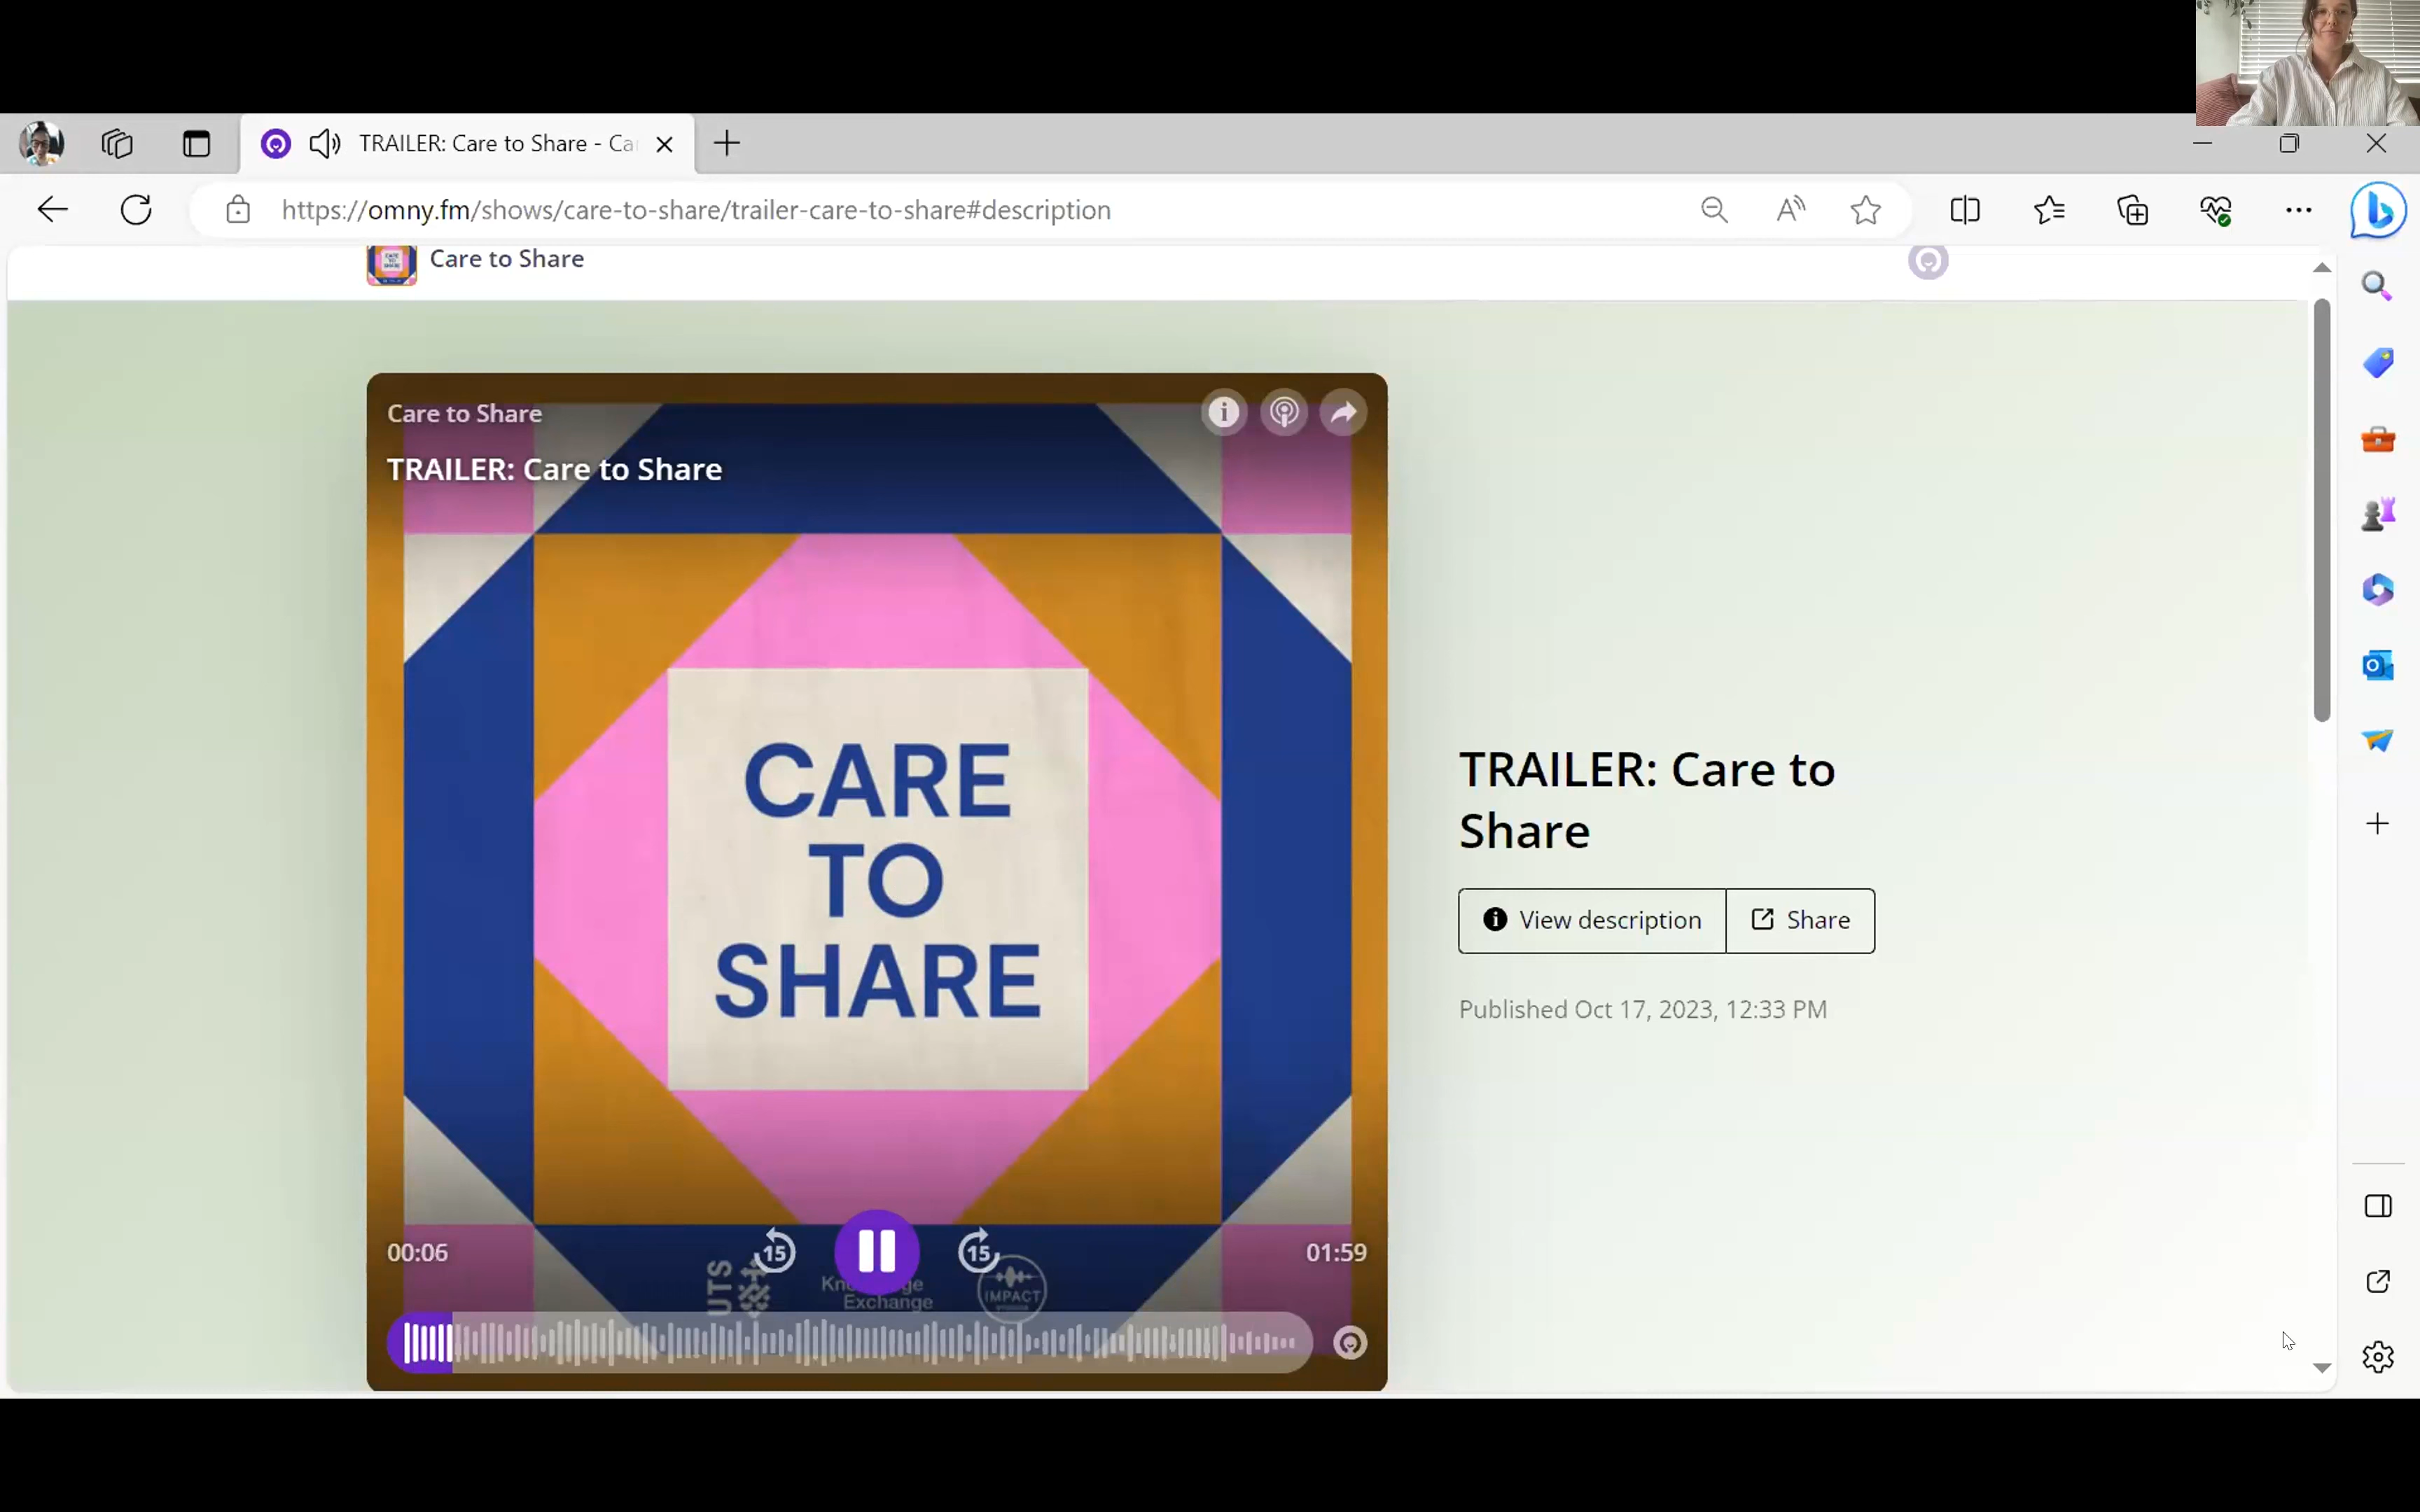 TRAILER: Care to Share - Ca
https://omny.fm/shows/care-to-share/trailer-care-to-share#description
Care to Share
Care to Share
TRAILER: Care to Share
CARE
TO
SHARE
TRAILER: Care to
Share
View description
Share
Published Oct 17, 2023, 12:33 PM
00:06
15
15
01:59
UTS
Exchange
IMPACT